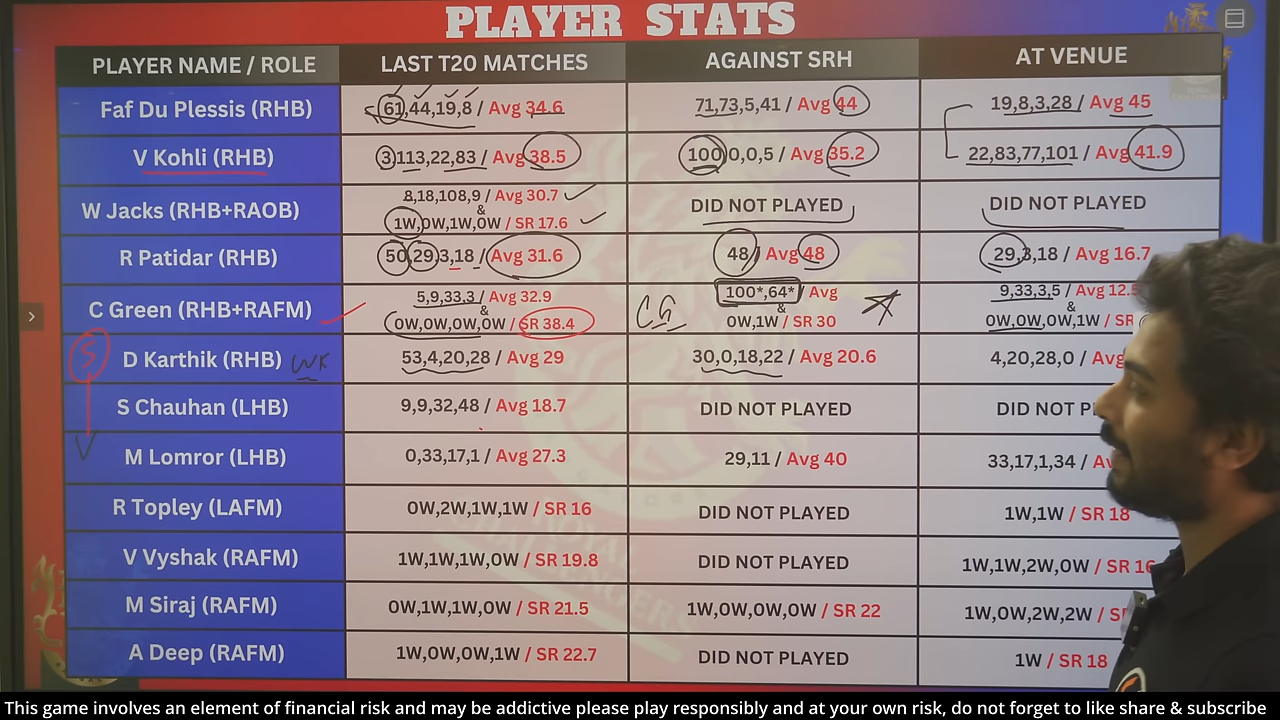 PLAYER STATS
PLAYER NAME / ROLE LAST T20 MATCHES AGAINST SRH AT VENUE
Faf Du Plessis (RHB) 61,44,19,8 / Avg 34.6 71,73,5,41 / Avg 44 19,8,3,28 / Avg 45
V Kohli (RHB) 3,113,22,83 / Avg 38.5 100,0,0,5 / Avg 35.2 22,83,77,101 / Avg 41.9
W Jacks (RHB+RAOB) 8,18,108,9 / Avg 30.7
&
1W,0W,1W,0W / SR 17.6 DID NOT PLAYED DID NOT PLAYED
R Patidar (RHB) 50,29,3,18 / Avg 31.6 48 / Avg 48 29,3,18 / Avg 16.7
C Green (RHB+RAFM) 5,9,33,3 / Avg 32.9
&
0W,0W,0W,0W / SR 38.4 CG 100*,64* / Avg
&
0W,1W / SR 30 9,33,3,5 / Avg 12.5
&
0W,0W,0W,1W / SR
S D Karthik (RHB) WK 53,4,20,28 / Avg 29 30,0,18,22 / Avg 20.6 4,20,28,0 / Avg
S Chauhan (LHB) 9,9,32,48 / Avg 18.7 DID NOT PLAYED DID NOT
V M Lomror (LHB) 0,33,17,1 / Avg 27.3 29,11 / Avg 40 33,17,1,34 /
R Topley (LAFM) 0W,2W,1W,1W / SR 16 DID NOT PLAYED 1W,1W / SR 18
V Vyshak (RAFM) 1W,1W,1W,0W / SR 19.8 DID NOT PLAYED 1W,1W,2W,0W / SR 16
M Siraj (RAFM) 0W,1W,1W,0W / SR 21.5 1W,0W,0W,0W / SR 22 1W,0W,2W,2W /
A Deep (RAFM) 1W,0W,0W,1W / SR 22.7 DID NOT PLAYED 1W / SR 18
This game involves an element of financial risk and may be addictive please play responsibly and at your own risk, do not forget to like share & subscribe